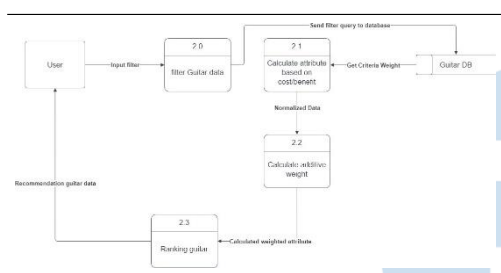 Send filter query to database
2.0
2.1
User
Input filter
filter Guitar data
Calculate attribute
based on
cost/benefit
Get Criteria Weight
Guitar DB
Normalized Data
2.2
Calculate additive
weight
Recommendation guitar data
2.3
Ranking guitar
Calculated weighted attribute